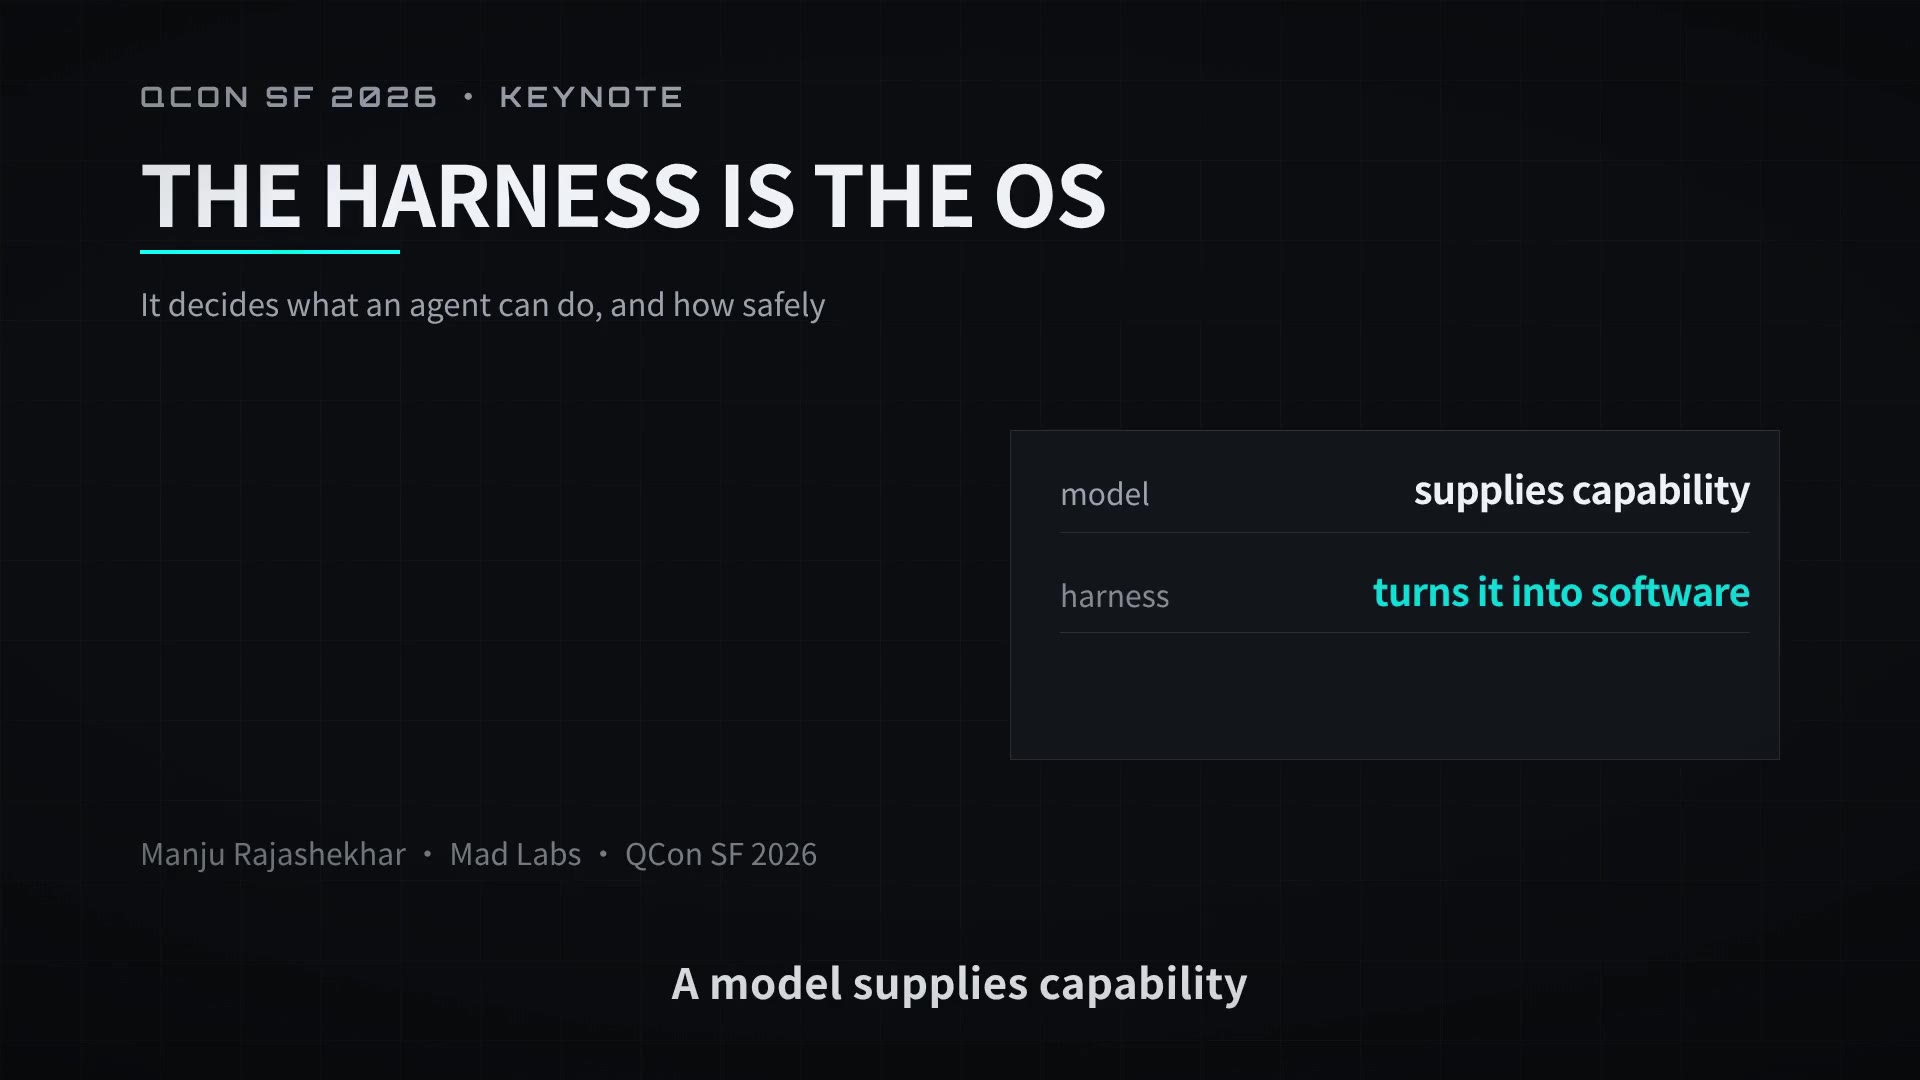 QCON SF 2026 • KEYNOTE
THE HARNESS IS THE OS
It decides what an agent can do, and how safely
model supplies capability
harness turns it into software
Manju Rajashekhar • Mad Labs • QCon SF 2026
A model supplies capability